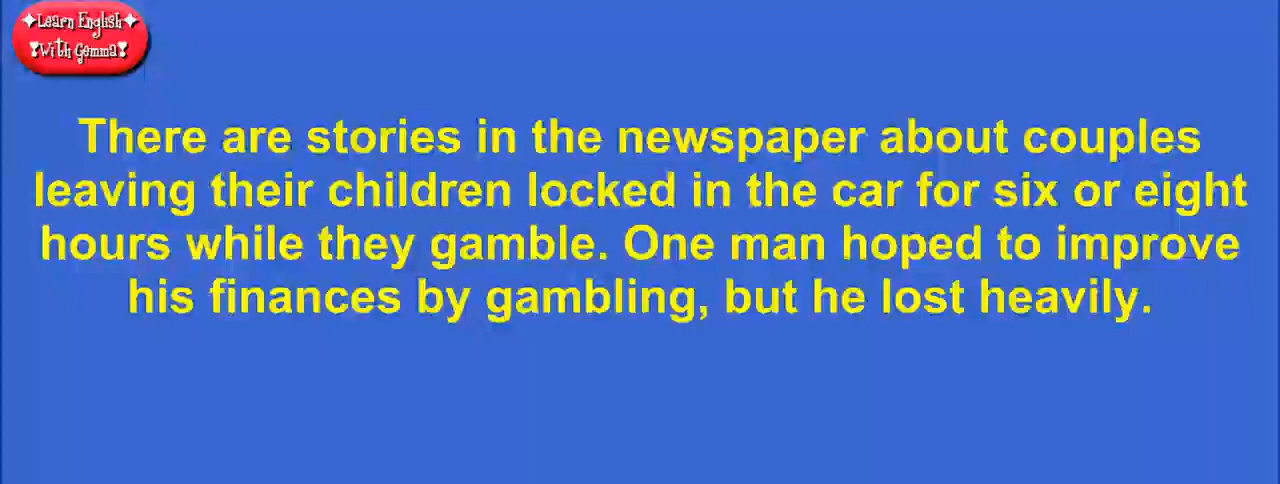 Learn English
With Gemma
There are stories in the newspaper about couples
leaving their children locked in the car for six or eight
hours while they gamble. One man hoped to improve
his finances by gambling, but he lost heavily.